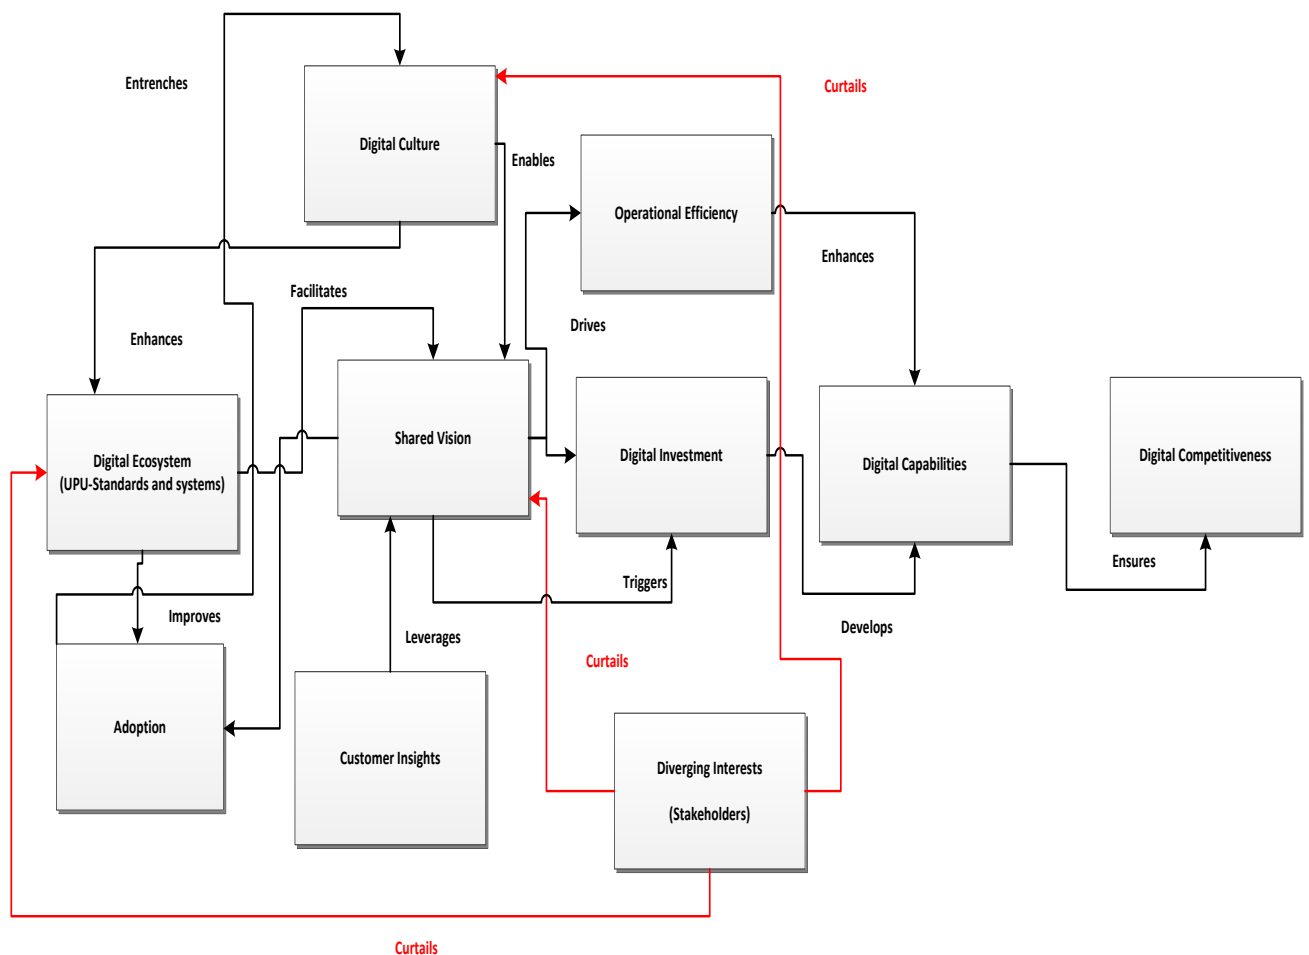 Entrenches
Curtails
Digital Culture
Enables
Operational Efficiency
Enhances
Facilitates
Drives
Enhances
Shared Vision
Digital Investment
Digital Capabilities
Digital Competitiveness
Digital Ecosystem
(UPU-Standards and systems)
Ensures
Triggers
Improves
Develops
Leverages
Curtails
Adoption
Customer Insights
Diverging Interests
(Stakeholders)
Curtails